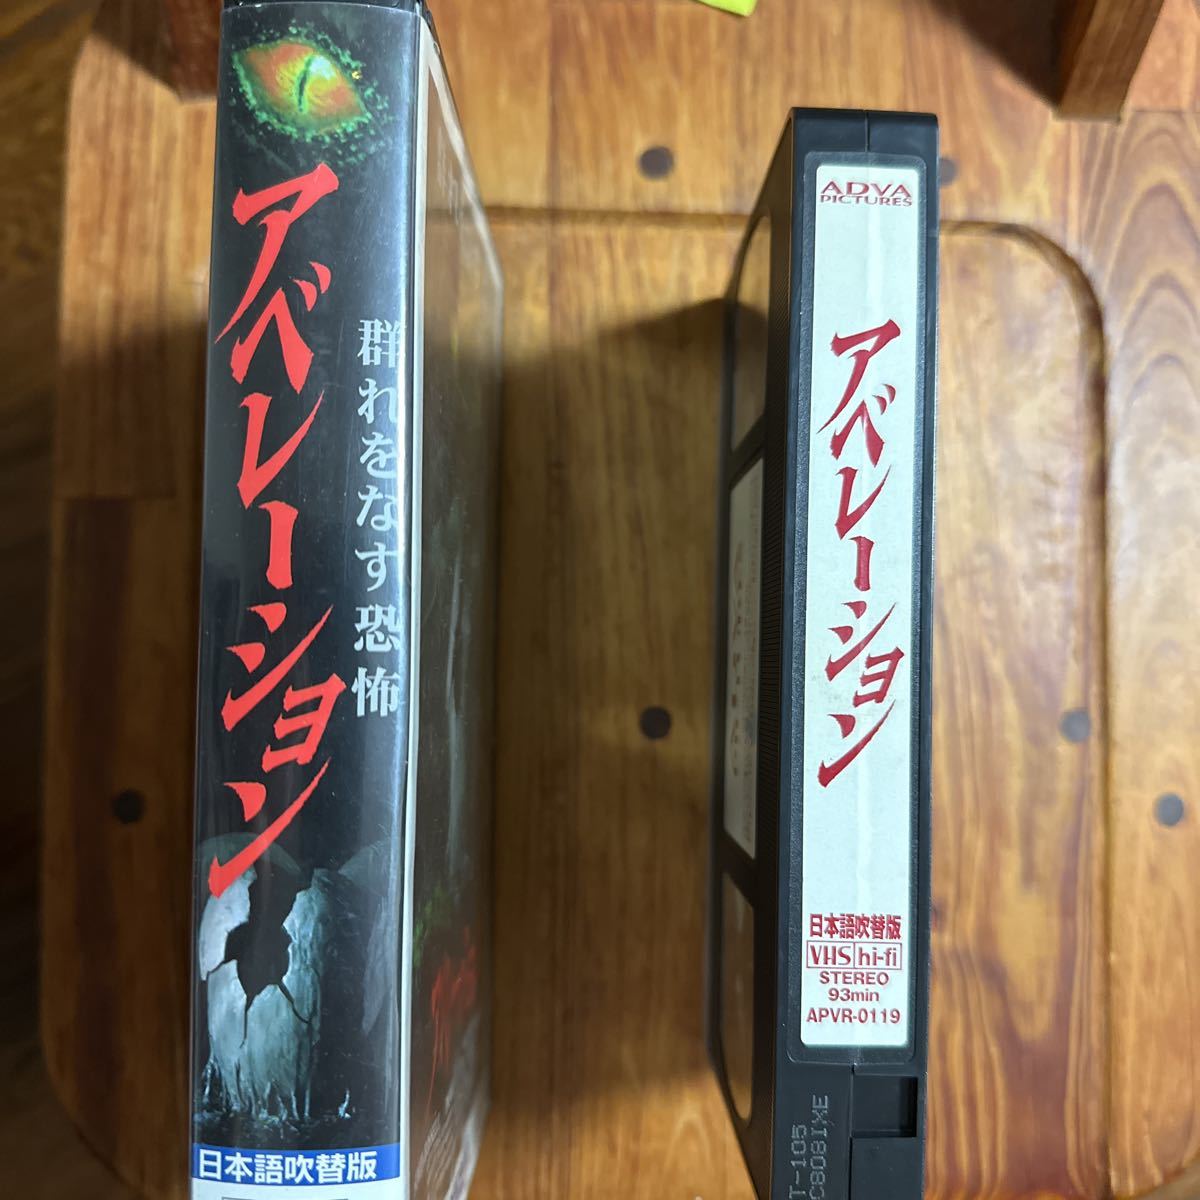 アベレーション
群れをなす恐怖
日本語吹替版
ADVA
PICTURES
アベレーション
日本語吹替版
VHS hi-fi
STEREO
93min
APVR-0119
T-105
C8081XE